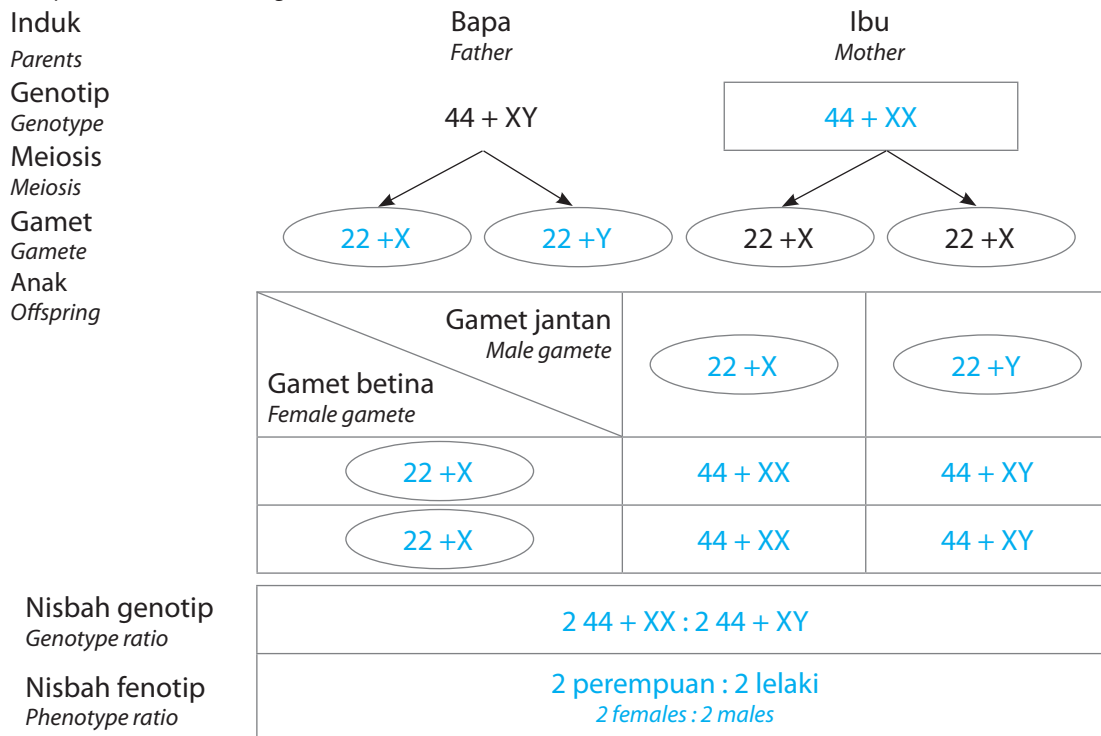 Induk Bapa Ibu
Parents Father Mother
Genotip
Genotype 44 + XY 44 + XX
Meiosis
Meiosis
Gamet
Gamete 22 +X 22 +Y 22 +X 22 +X
Anak
Offspring
Gamet jantan
Male gamete 22 +X 22 +Y
Gamet betina
Female gamete
22 +X 44 + XX 44 + XY
22 +X 44 + XX 44 + XY
Nisbah genotip
Genotype ratio 2 44 + XX : 2 44 + XY
Nisbah fenotip 2 perempuan : 2 lelaki
Phenotype ratio 2 females : 2 males